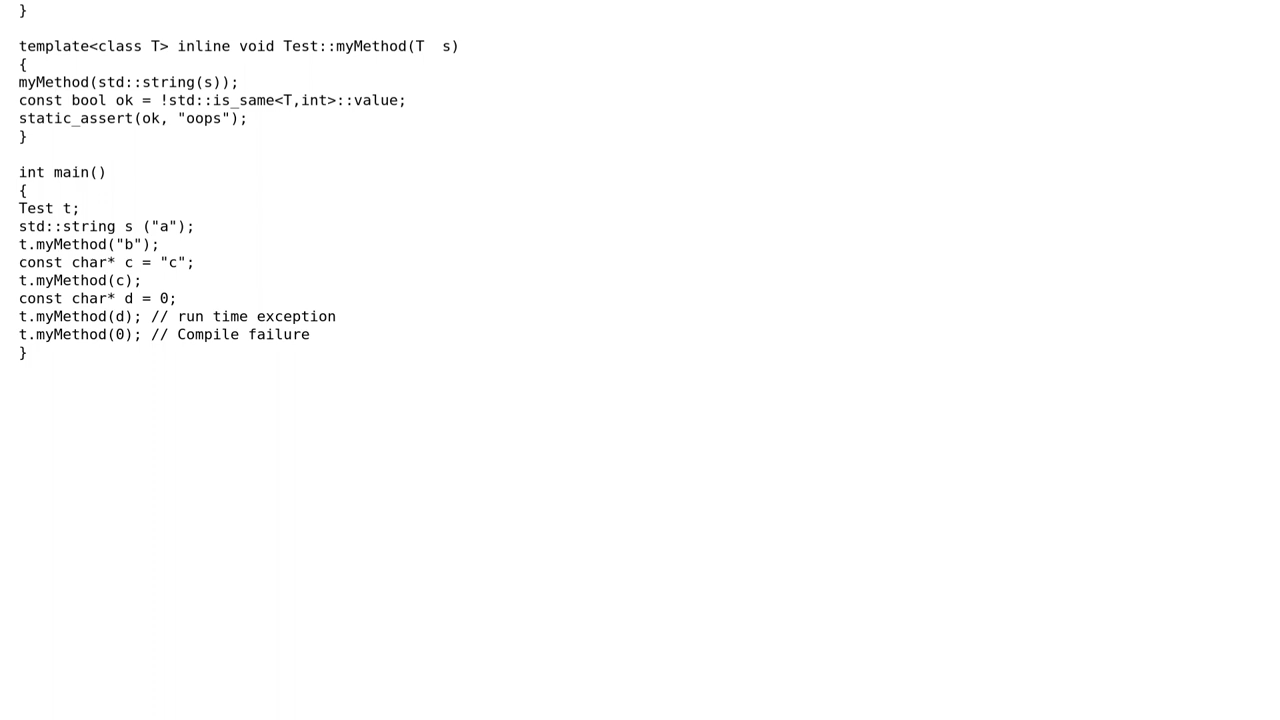 }
template<class T> inline void Test::myMethod(T  s)
{
myMethod(std::string(s));
const bool ok = !std::is_same<T,int>::value;
static_assert(ok, "oops");
}
int main()
{
Test t;
std::string s ("a");
t.myMethod("b");
const char* c = "c";
t.myMethod(c);
const char* d = 0;
t.myMethod(d); // run time exception
t.myMethod(0); // Compile failure
}